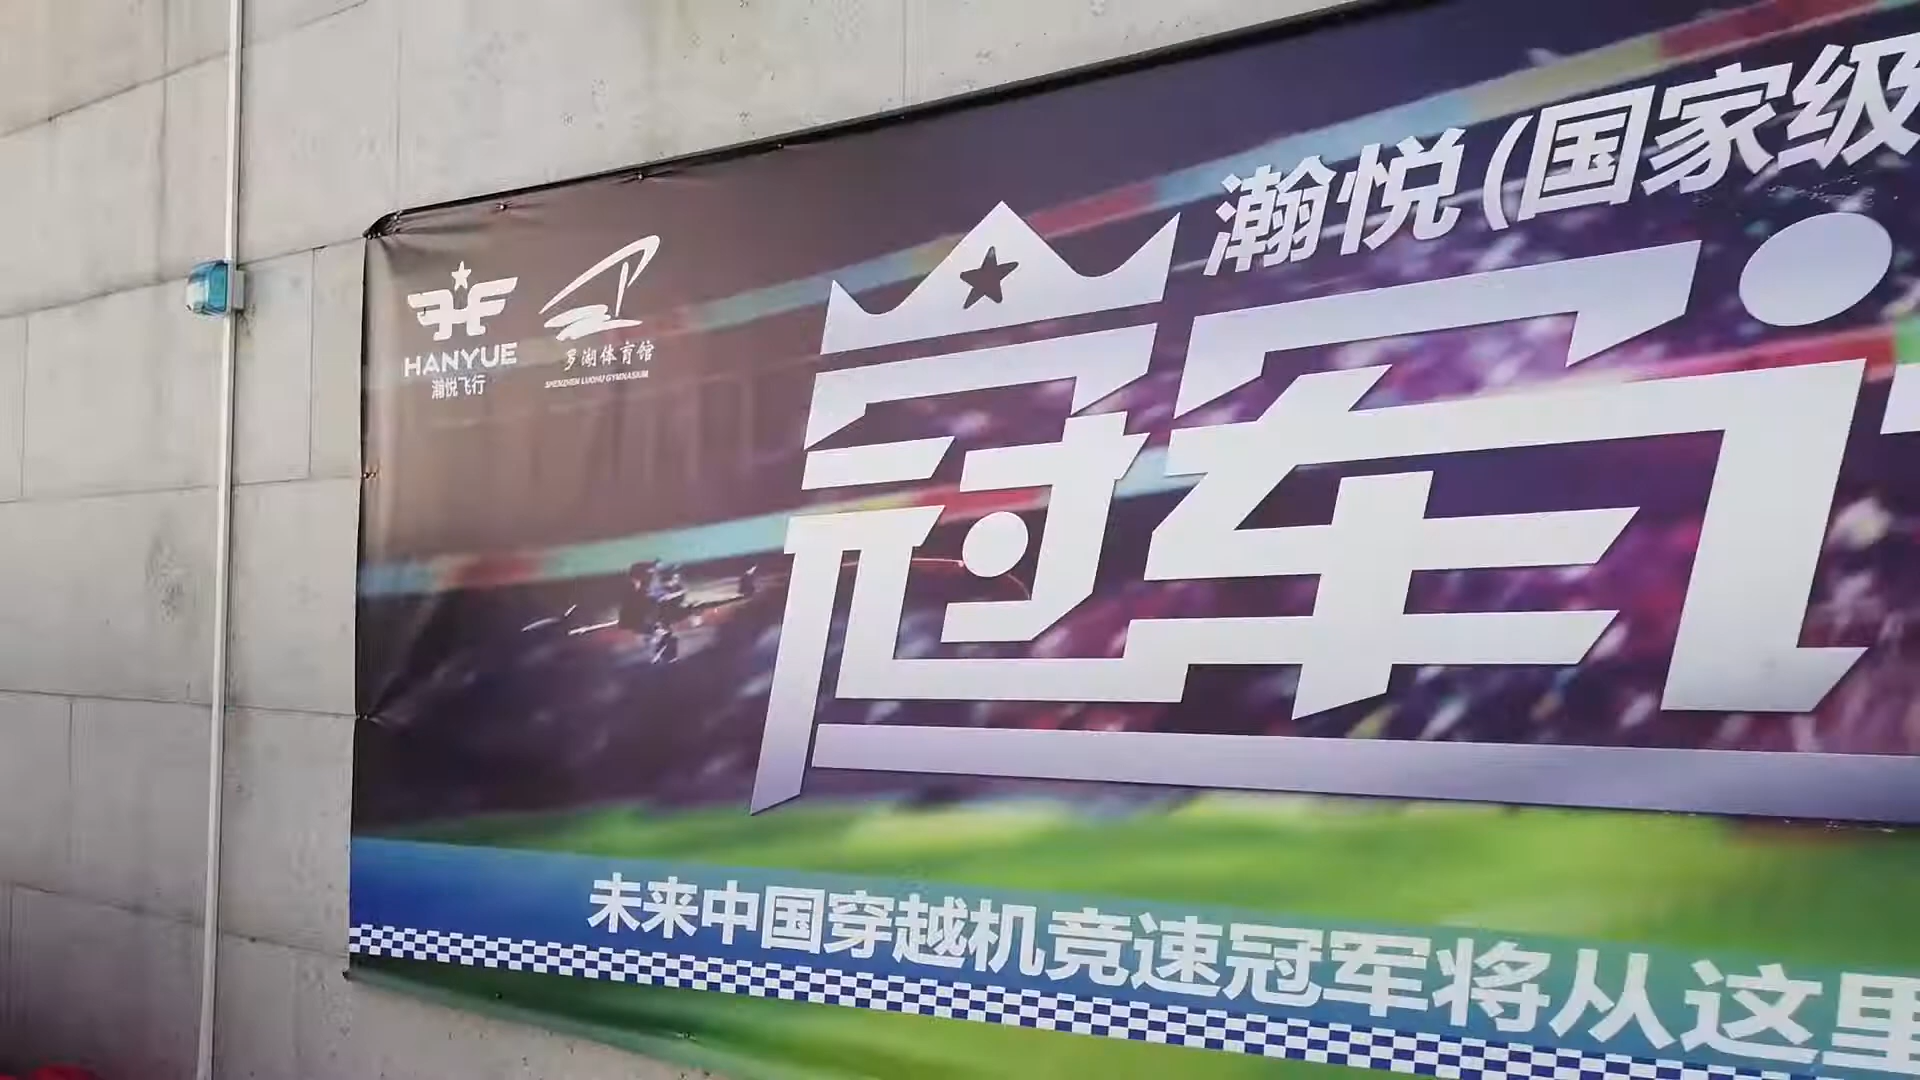 HANYUE
瀚悦飞行
罗湖体育馆
SHENZHEN LUOHU GYMNASIUM
瀚悦(国家级
冠军
未来中国穿越机竞速冠军将从这里